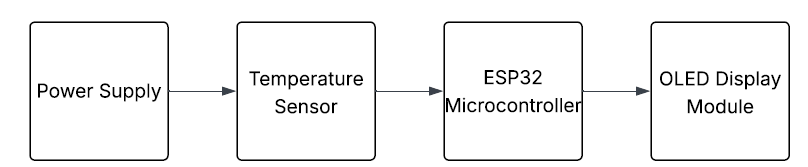 Power Supply
Temperature
Sensor
ESP32
Microcontroller
OLED Display
Module